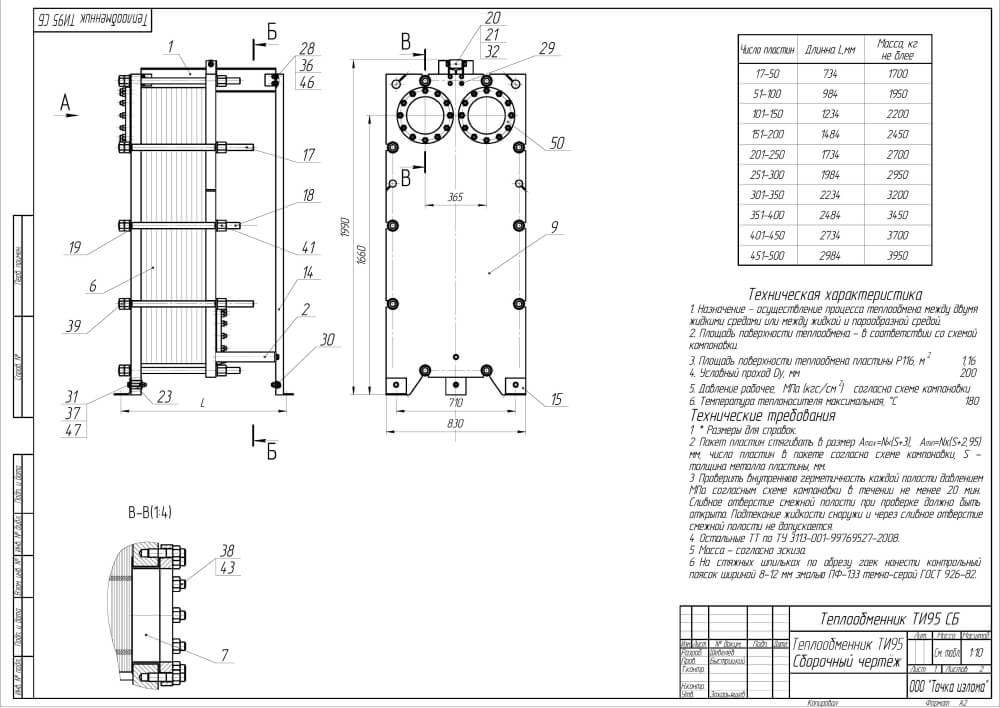 Теплообменник ТИ95 СБ
А
Б
1
28
36
46
17
18
19
41
6
14
39
2
30
31
37
47
23
L
Б
В
20
21
32
29
50
В
365
9
1990
1660
15
710
830
Число пластин Длинна L,мм Масса, кг не блее
17-50 734 1700
51-100 984 1950
101-150 1234 2200
151-200 1484 2450
201-250 1734 2700
251-300 1984 2950
301-350 2234 3200
351-400 2484 3450
401-450 2734 3700
451-500 2984 3950
Техническая характеристика
1. Назначение – осуществление процесса теплообмена между двумя
жидкими средами или между жидкой и парообразной средой.
2. Площадь поверхности теплообмена – в соответствии со схемой
компановки.
3. Площадь поверхности теплообмена пластины Р116, м² 1,16
4. Условный проход Dy, мм 200
5. Давление рабочее, МПа (кгс/см²) согласно схеме компановки
6. Температура теплоносителя максимальная, °С 180
Технические требования
1 * Размеры для справок.
2 Пакет пластин стягивать в размер Аmax=Nx(S+3), Amin=Nx(S+2,95)
мм, число пластин в пакете согласно схеме компановки, S –
толщина металла пластины, мм.
3 Проверить внутреннюю герметичность каждой полости давлением
МПа согласным схеме компановки в течении не менее 20 мин.
Сливное отверстие смежной полости при проверке должно быть
открыта. Подтекание жидкости снаружи и через сливное отверстие
смежной полости не допускается.
4 Остальные ТТ по ТУ 3113-001-99769527-2008.
5 Масса – согласно эскиза.
6 На стяжных шпильках по обрезу гаек нанести контрольный
поясок шириной 8-12 мм эмалью ПФ-133 темно-серой ГОСТ 926-82.
В-В(1:4)
38
43
7
Перв. примен.
Справ. №
Подп. и дата
Инв. № дубл.
Взам. инв. №
Подп. и дата
Инв. № подл.
Теплообменник ТИ95 СБ
Изм. Лист № докум. Подп. Дата
Разраб. Шевелев
Пров.
Т.контр.
Н.контр.
Утв.
Теплообменник ТИ95
Сборочный чертёж
Лит. Масса Масштаб
См. табл. 1:10
Лист 1 Листов 2
ООО "Точка излома"
Копировал Формат А2